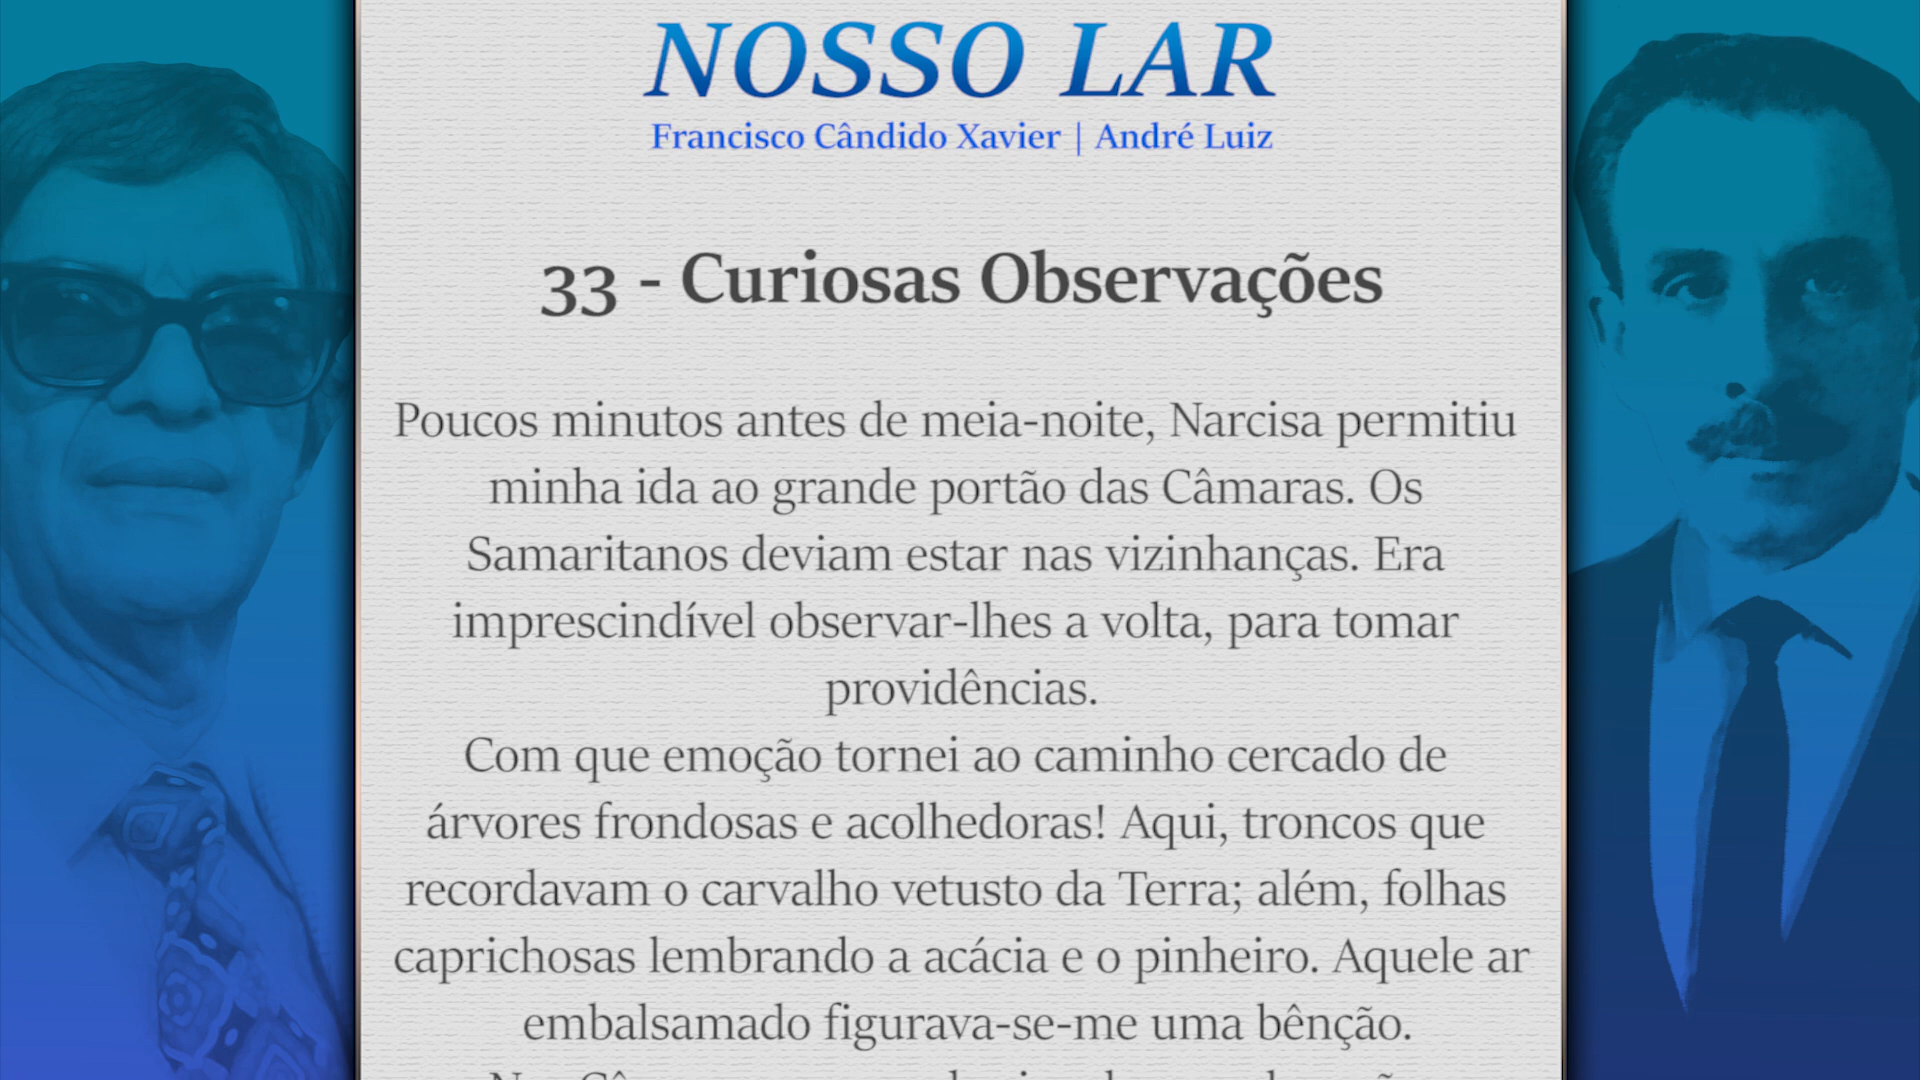 NOSSO LAR
Francisco Cândido Xavier | André Luiz
33 - Curiosas Observações
Poucos minutos antes de meia-noite, Narcisa permitiu
minha ida ao grande portão das Câmaras. Os
Samaritanos deviam estar nas vizinhanças. Era
imprescindível observar-lhes a volta, para tomar
providências.
Com que emoção tornei ao caminho cercado de
árvores frondosas e acolhedoras! Aqui, troncos que
recordavam o carvalho vetusto da Terra; além, folhas
caprichosas lembrando a acácia e o pinheiro. Aquele ar
embalsamado figurava-se-me uma bênção.